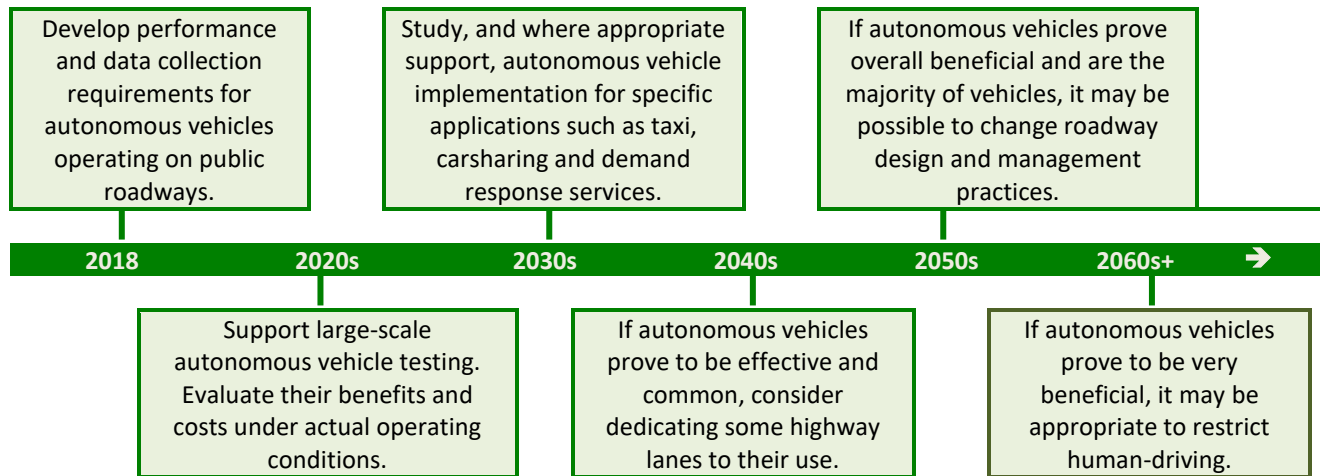 Develop performance
and data collection
requirements for
autonomous vehicles
operating on public
roadways.
Study, and where appropriate
support, autonomous vehicle
implementation for specific
applications such as taxi,
carsharing and demand
response services.
If autonomous vehicles prove
overall beneficial and are the
majority of vehicles, it may be
possible to change roadway
design and management
practices.
2018 2020s 2030s 2040s 2050s 2060s+ ➔
Support large-scale
autonomous vehicle testing.
Evaluate their benefits and
costs under actual operating
conditions.
If autonomous vehicles
prove to be effective and
common, consider
dedicating some highway
lanes to their use.
If autonomous vehicles
prove to be very
beneficial, it may be
appropriate to restrict
human-driving.